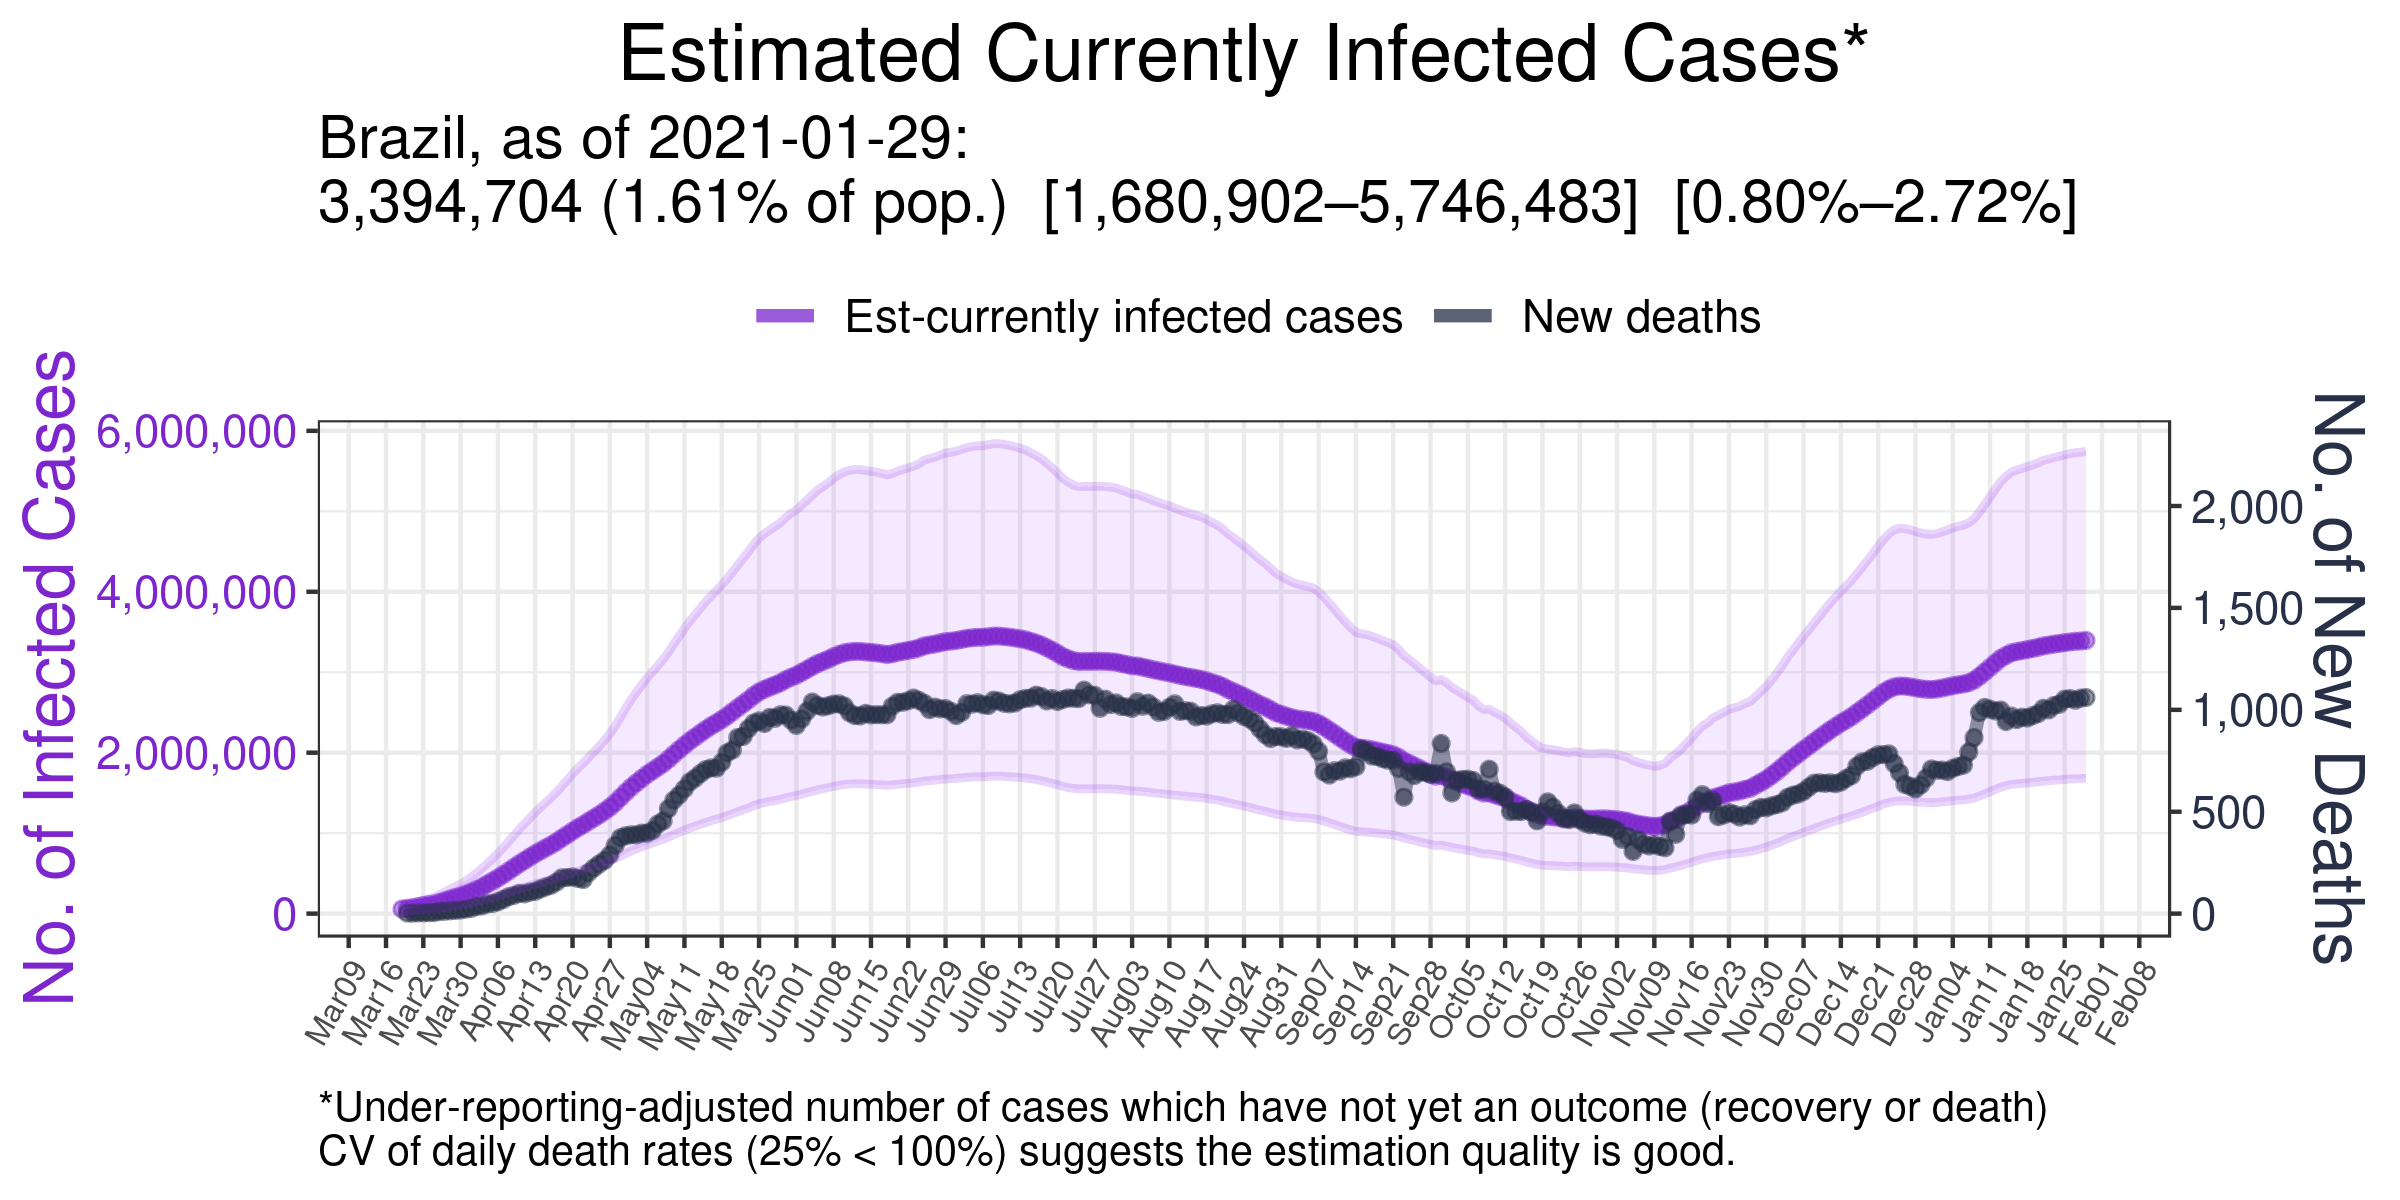 Estimated Currently Infected Cases*
Brazil, as of 2021-01-29:
3,394,704 (1.61% of pop.) [1,680,902–5,746,483] [0.80%–2.72%]
Est-currently infected cases New deaths
No. of Infected Cases
6,000,000
4,000,000
2,000,000
0
No. of New Deaths
2,000
1,500
1,000
500
0
Mar09 Mar16 Mar23 Mar30 Apr06 Apr13 Apr20 Apr27 May04 May11 May18 May25 Jun01 Jun08 Jun15 Jun22 Jun29 Jul06 Jul13 Jul20 Jul27 Aug03 Aug10 Aug17 Aug24 Aug31 Sep07 Sep14 Sep21 Sep28 Oct05 Oct12 Oct19 Oct26 Nov02 Nov09 Nov16 Nov23 Nov30 Dec07 Dec14 Dec21 Dec28 Jan04 Jan11 Jan18 Jan25 Feb01 Feb08
*Under-reporting-adjusted number of cases which have not yet an outcome (recovery or death)
CV of daily death rates (25% < 100%) suggests the estimation quality is good.